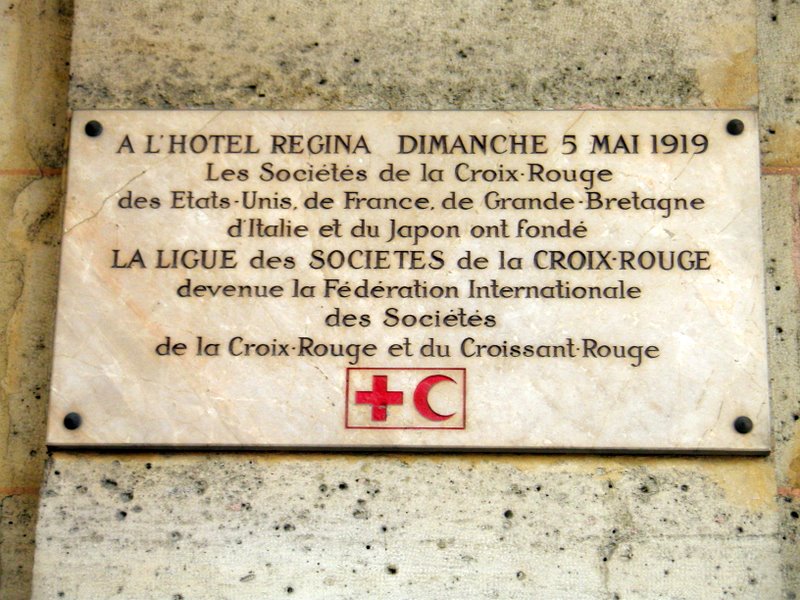 A L'HOTEL REGINA DIMANCHE 5 MAI 1919
Les Sociétés de la Croix-Rouge
des Etats-Unis, de France, de Grande-Bretagne
d'Italie et du Japon ont fondé
LA LIGUE des SOCIETES de la CROIX-ROUGE
devenue la Fédération Internationale
des Sociétés
de la Croix-Rouge et du Croissant-Rouge